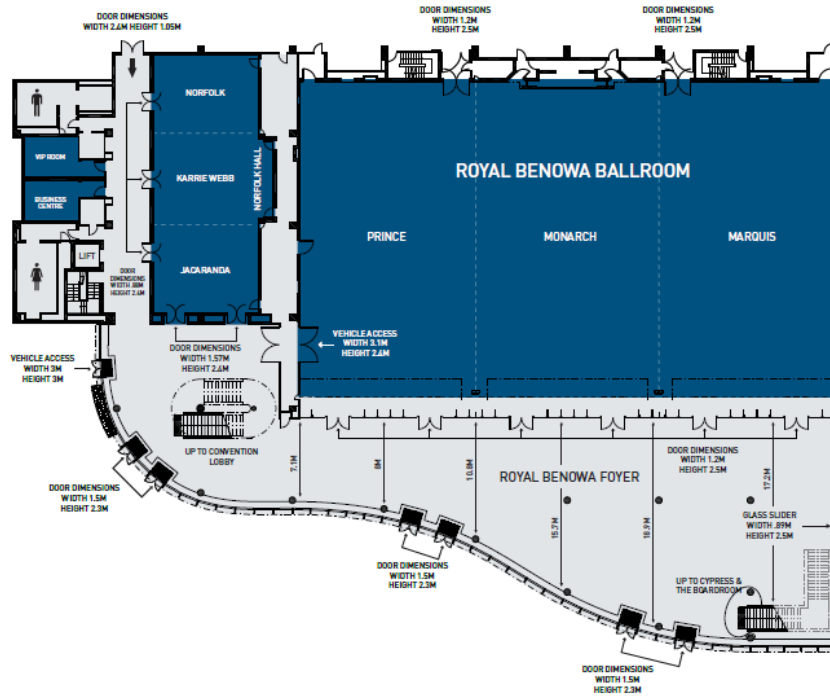 DOOR DIMENSIONS
WIDTH 2.4M HEIGHT 1.05M
DOOR DIMENSIONS
WIDTH 1.2M
HEIGHT 2.5M
DOOR DIMENSIONS
WIDTH 1.2M
HEIGHT 2.5M
NORFOLK
VIP ROOM
KARRIE WEBB
NORFOLK HALL
BUSINESS
CENTRE
ROYAL BENOWA BALLROOM
PRINCE
MONARCH
MARQUIS
LIFT
JACARANDA
DOOR
DIMENSIONS
WIDTH .88M
HEIGHT 2.4M
VEHICLE ACCESS
WIDTH 3.1M
HEIGHT 2.4M
VEHICLE ACCESS
WIDTH 3M
HEIGHT 3M
DOOR DIMENSIONS
WIDTH 1.57M
HEIGHT 2.4M
UP TO CONVENTION
LOBBY
7.1M
8M
10.8M
15.7M
18.9M
17.2M
DOOR DIMENSIONS
WIDTH 1.2M
HEIGHT 2.5M
ROYAL BENOWA FOYER
DOOR DIMENSIONS
WIDTH 1.5M
HEIGHT 2.3M
GLASS SLIDER
WIDTH .89M
HEIGHT 2.5M
DOOR DIMENSIONS
WIDTH 1.5M
HEIGHT 2.3M
UP TO CYPRESS &
THE BOARDROOM
DOOR DIMENSIONS
WIDTH 1.5M
HEIGHT 2.3M